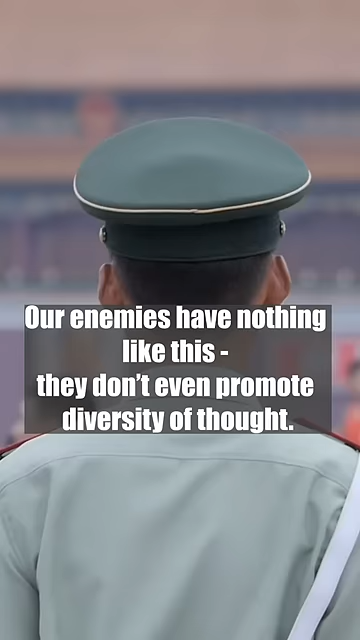 Our enemies have nothing
like this -
they don't even promote
diversity of thought.